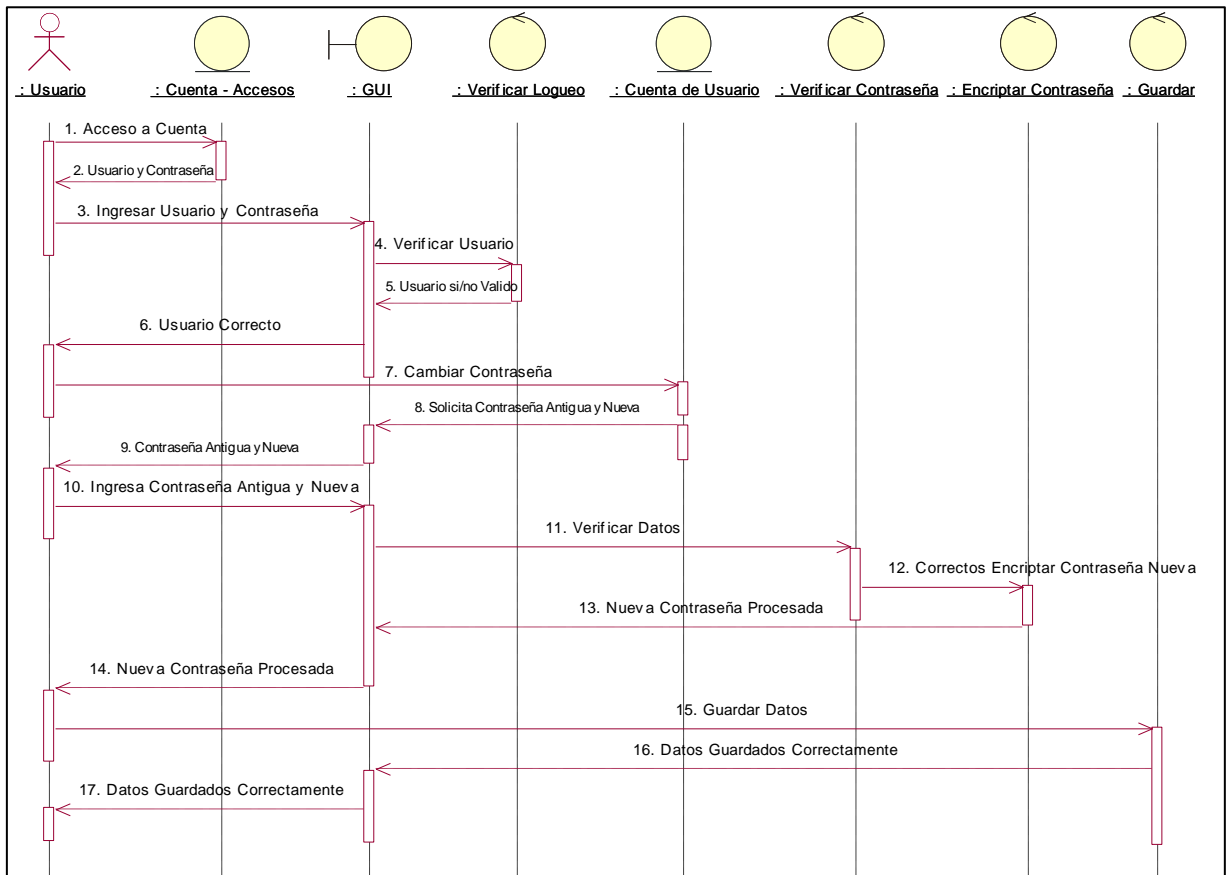 : Usuario
: Cuenta - Accesos
: GUI
: Verificar Logueo
: Cuenta de Usuario
: Verificar Contraseña
: Encriptar Contraseña
: Guardar
1. Acceso a Cuenta
2. Usuario y Contraseña
3. Ingresar Usuario y Contraseña
4. Verificar Usuario
5. Usuario si/no Valido
6. Usuario Correcto
7. Cambiar Contraseña
8. Solicita Contraseña Antigua y Nueva
9. Contraseña Antigua y Nueva
10. Ingresa Contraseña Antigua y Nueva
11. Verificar Datos
12. Correctos Encriptar Contraseña Nueva
13. Nueva Contraseña Procesada
14. Nueva Contraseña Procesada
15. Guardar Datos
16. Datos Guardados Correctamente
17. Datos Guardados Correctamente